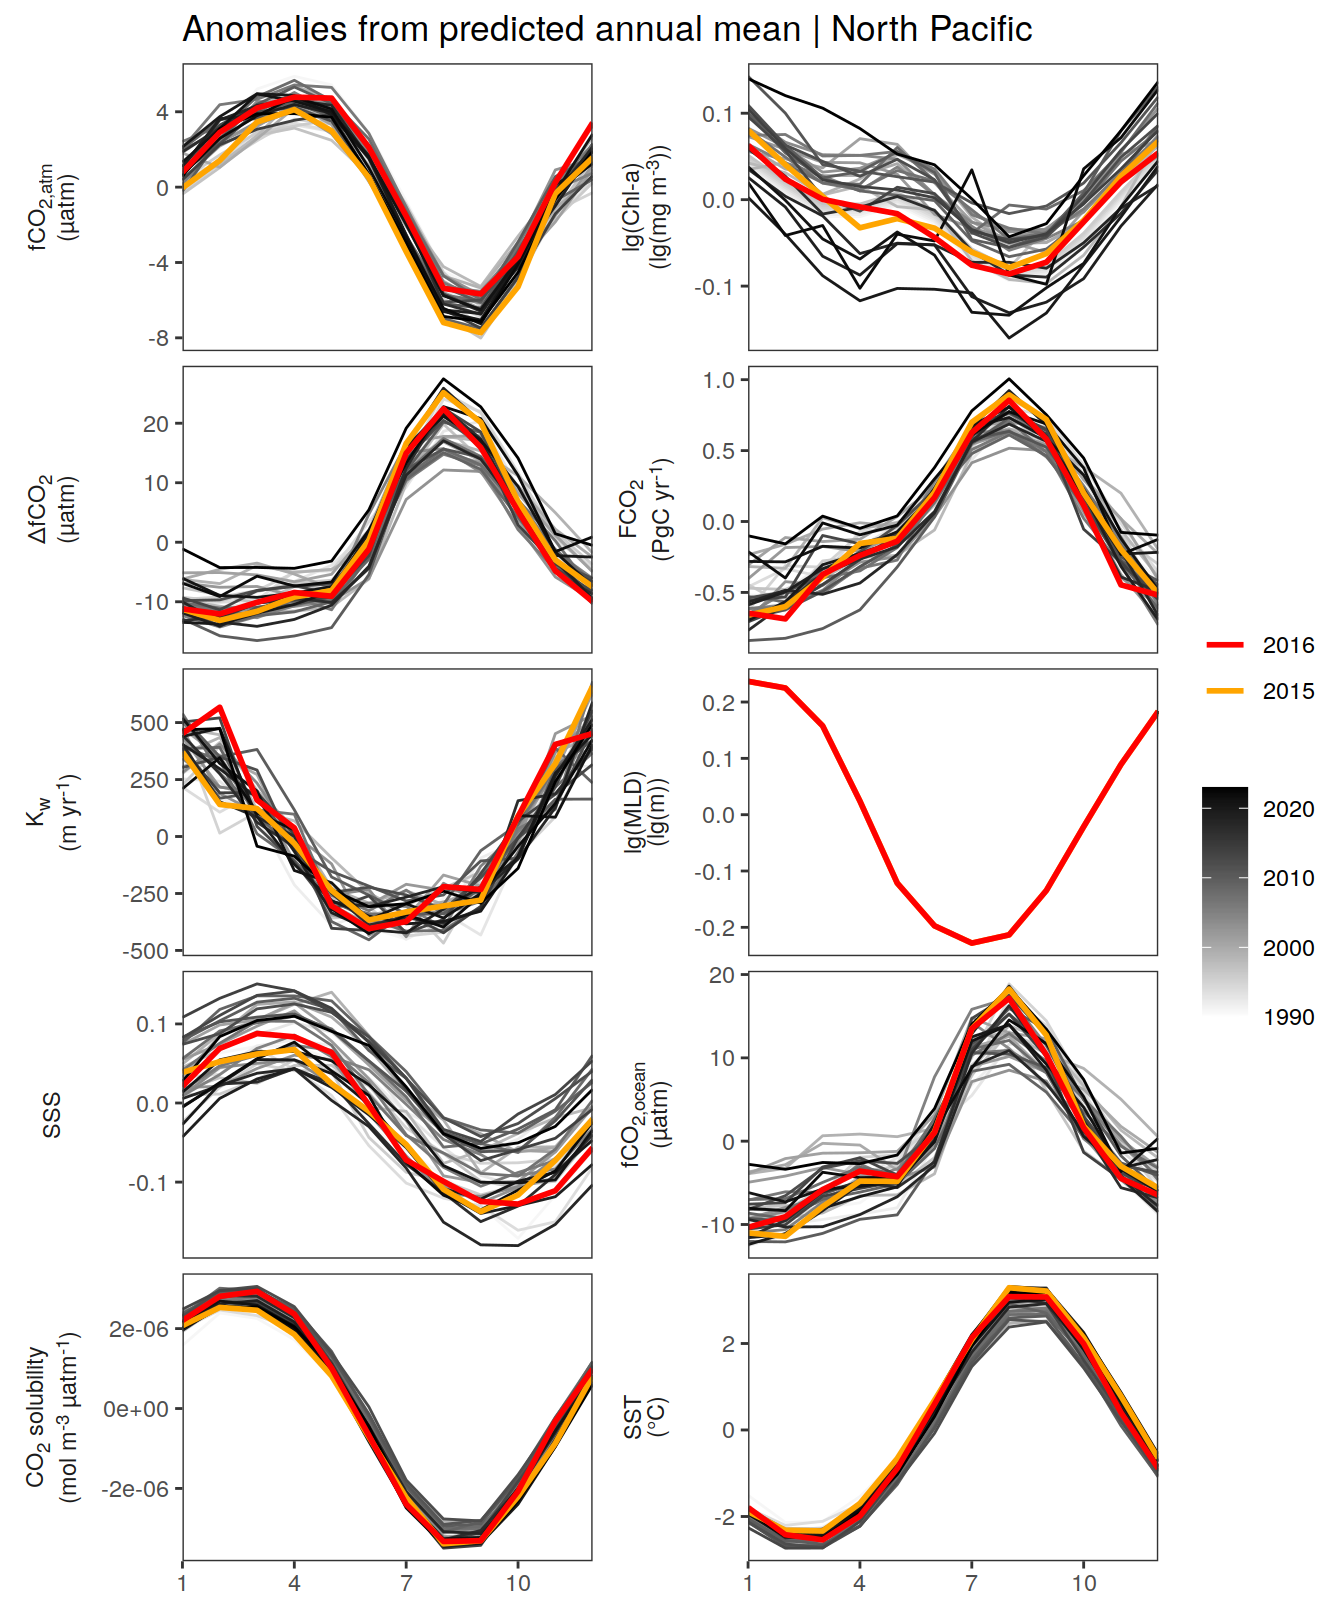 Anomalies from predicted annual mean | North Pacific
fCO2,atm
(µatm)
4
0
-4
-8
lg(Chl-a)
(lg(mg m-3))
0.1
0.0
-0.1
ΔfCO2
(µatm)
20
10
0
-10
FCO2
(PgC yr-1)
1.0
0.5
0.0
-0.5
Kw
(m yr-1)
500
250
0
-250
-500
lg(MLD)
(lg(m))
0.2
0.1
0.0
-0.1
-0.2
SSS
0.1
0.0
-0.1
fCO2,ocean
(µatm)
20
10
0
-10
CO2 solubility
(mol m-3 µatm-1)
2e-06
0e+00
-2e-06
1 4 7 10
SST
(°C)
2
0
-2
1 4 7 10
2016
2015
2020
2010
2000
1990